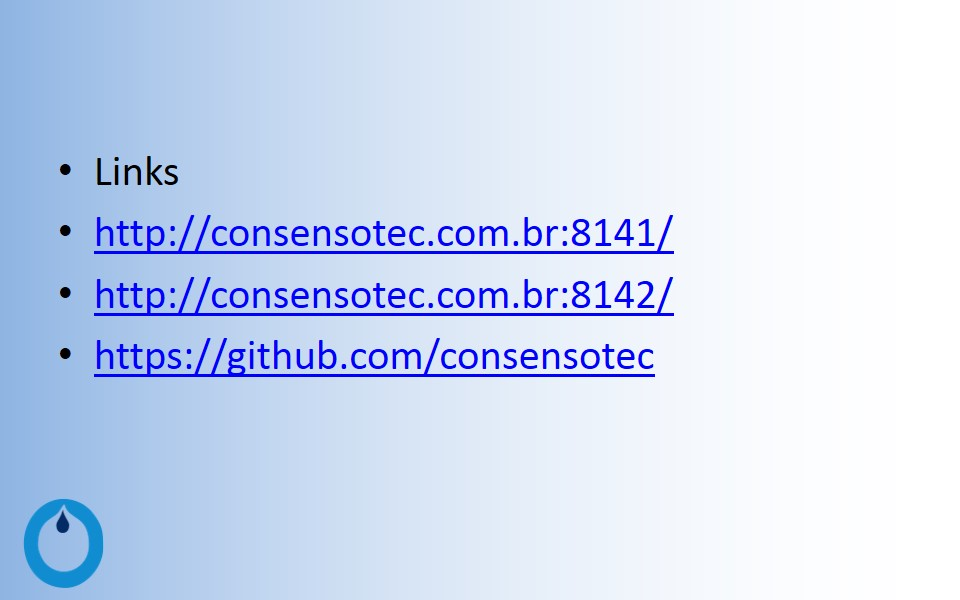 • Links
• http://consensotec.com.br:8141/
• http://consensotec.com.br:8142/
• https://github.com/consensotec